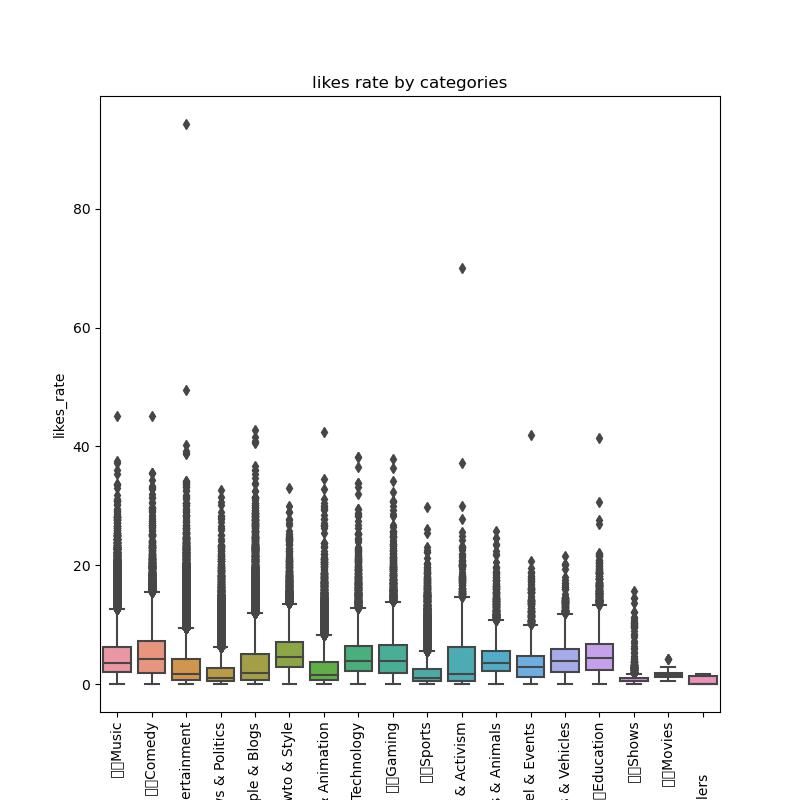 likes rate by categories
80
60
40
20
0
likes_rate
Music
Comedy
ertainment
s & Politics
ple & Blogs
wto & Style
& Animation
Technology
Gaming
Sports
& Activism
s & Animals
el & Events
s & Vehicles
Education
Shows
Movies
lers